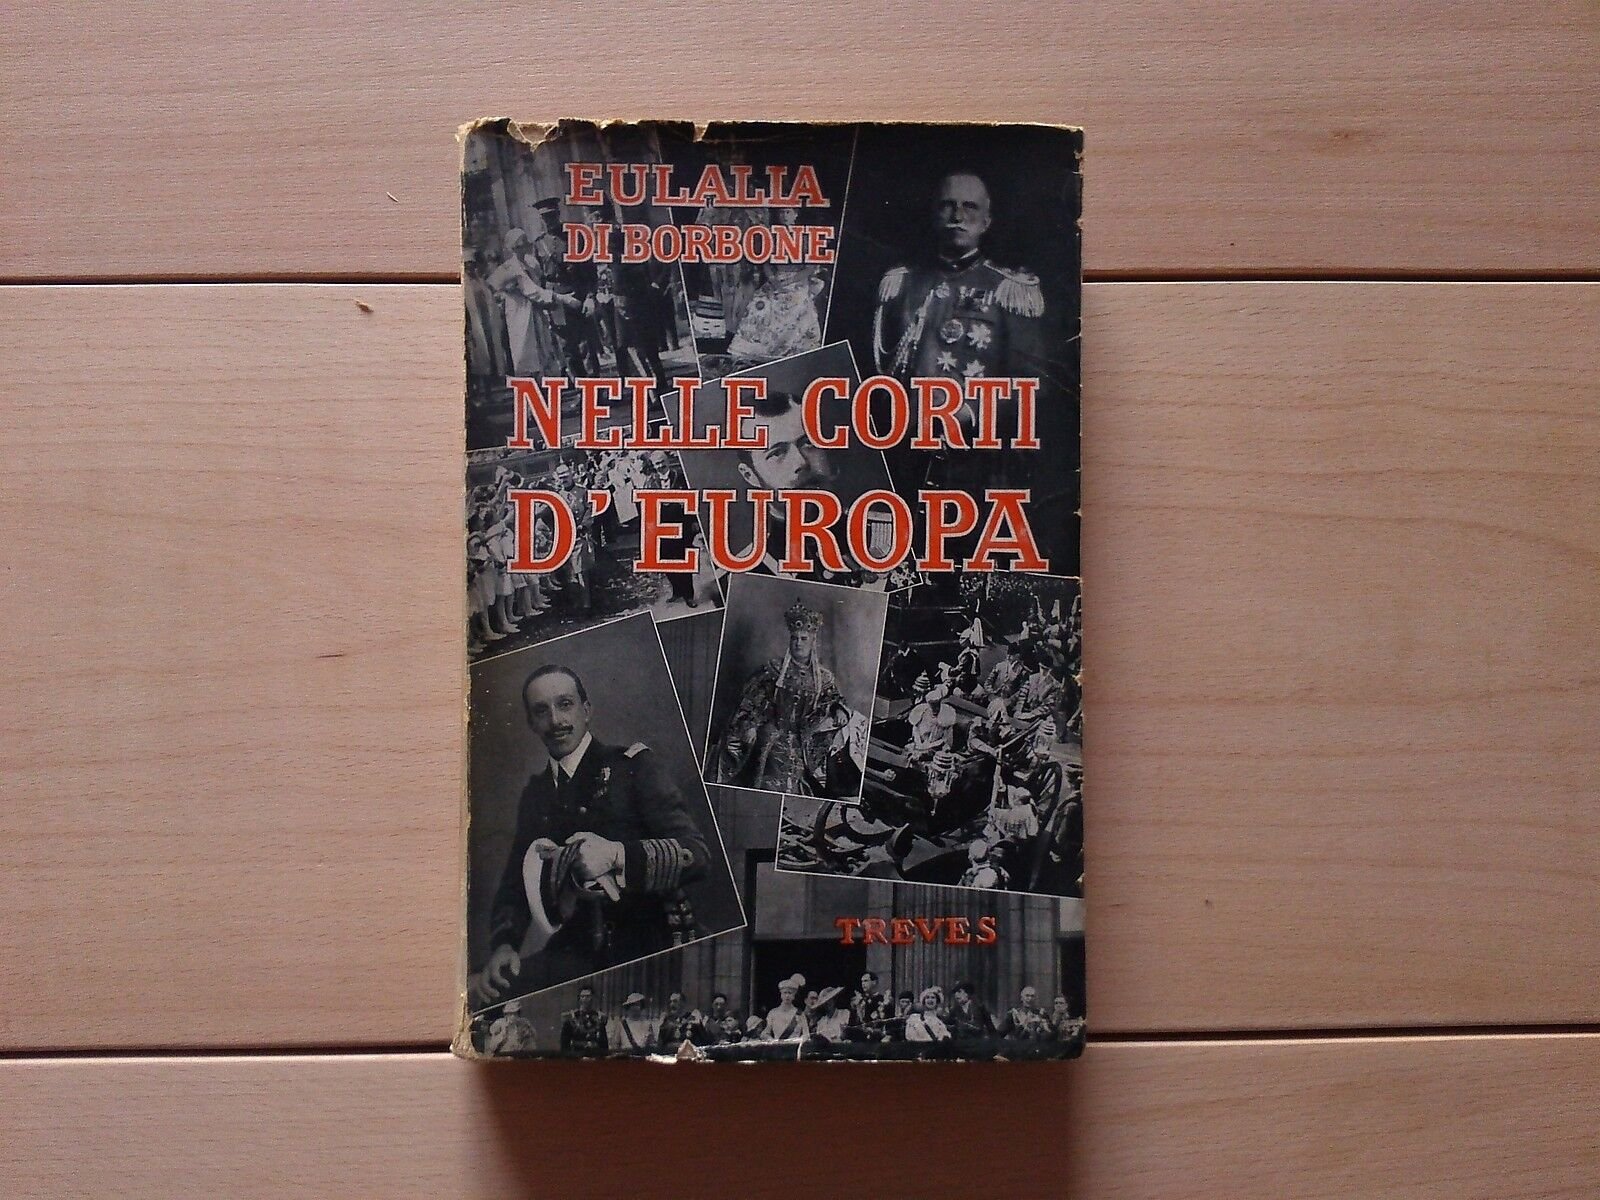 EULALIA
DI BORBONE
NELLE CORTI
D'EUROPA
TREVES